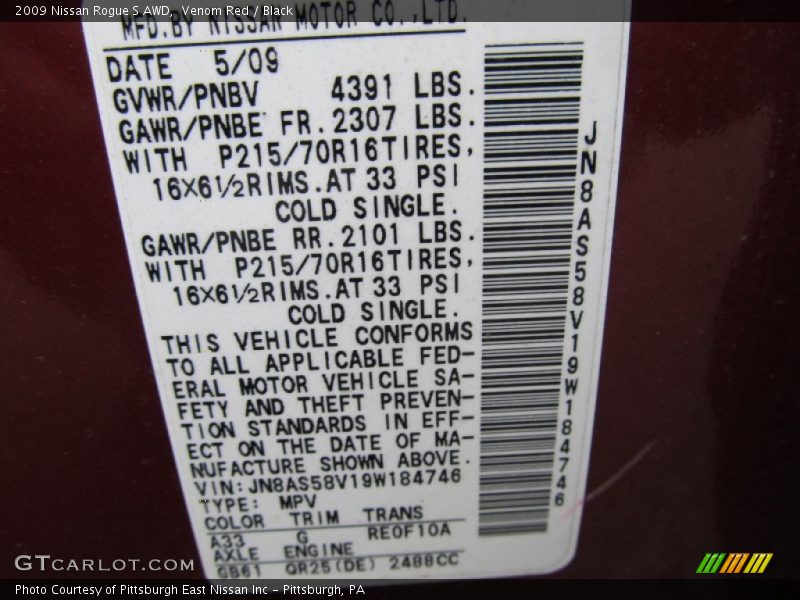 2009 Nissan Rogue S AWD, Venom Red / Black
MFD.BY NISSAN MOTOR CO.,LTD.
DATE 5/09
GVWR/PNBV 4391 LBS.
GAWR/PNBE FR.2307 LBS.
WITH P215/70R16TIRES,
16X6½RIMS.AT 33 PSI
COLD SINGLE.
GAWR/PNBE RR.2101 LBS.
WITH P215/70R16TIRES,
16X6½RIMS.AT 33 PSI
COLD SINGLE.
THIS VEHICLE CONFORMS
TO ALL APPLICABLE FED-
ERAL MOTOR VEHICLE SA-
FETY AND THEFT PREVEN-
TION STANDARDS IN EFF-
ECT ON THE DATE OF MA-
NUFACTURE SHOWN ABOVE.
VIN:JN8AS58V19W184746
TYPE: MPV
COLOR TRIM TRANS
A33 G RE0F10A
AXLE ENGINE
GB61 QR25(DE) 2488CC
JN8AS58V19W184746
GTCARLOT.COM
Photo Courtesy of Pittsburgh East Nissan Inc - Pittsburgh, PA